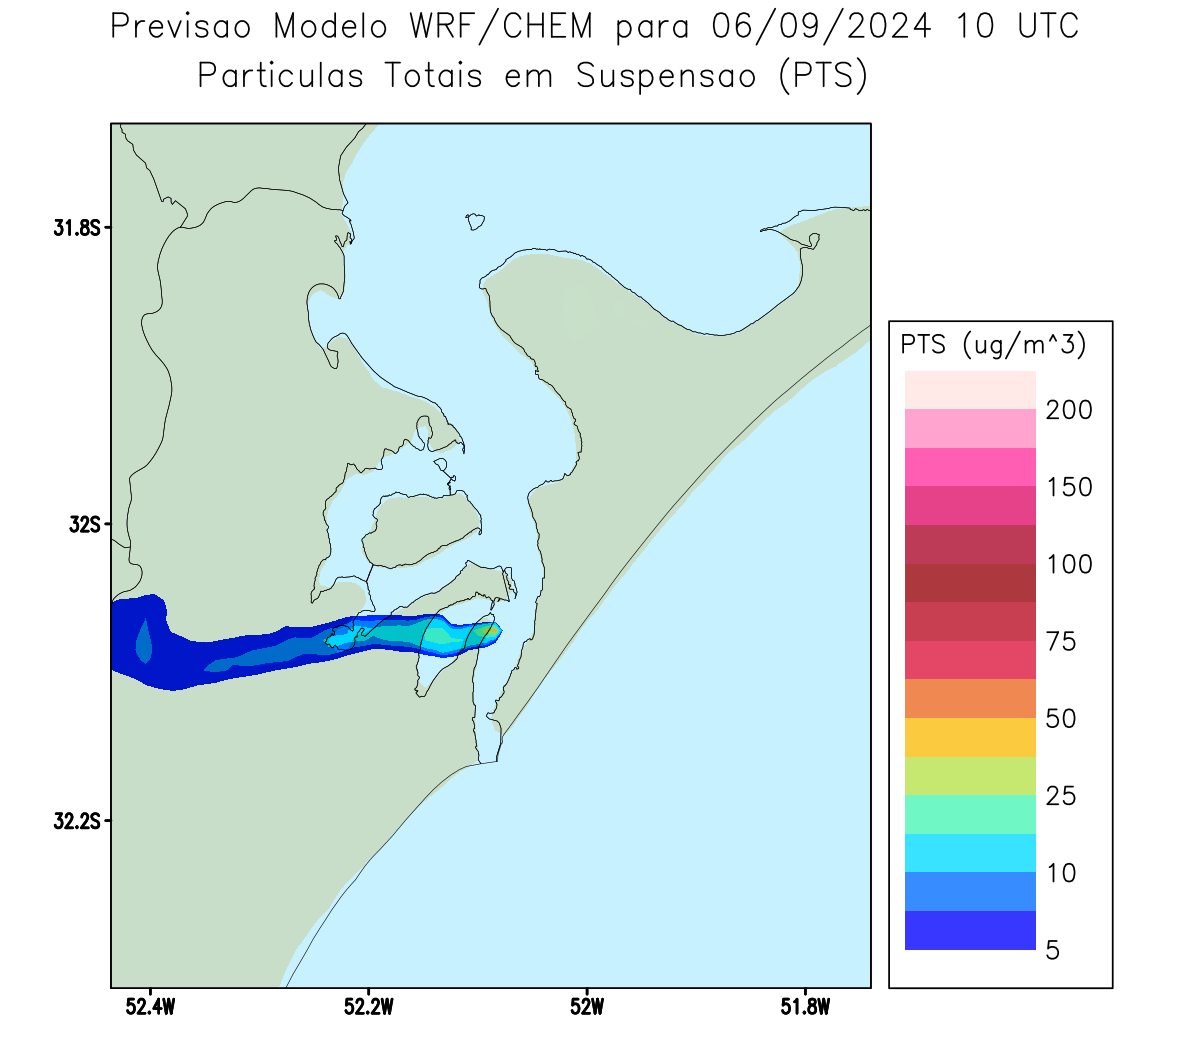 Previsao Modelo WRF/CHEM para 06/09/2024 10 UTC
Particulas Totais em Suspensao (PTS)
31.8S
32S
32.2S
52.4W
52.2W
52W
51.8W
PTS (ug/m^3)
200
150
100
75
50
25
10
5